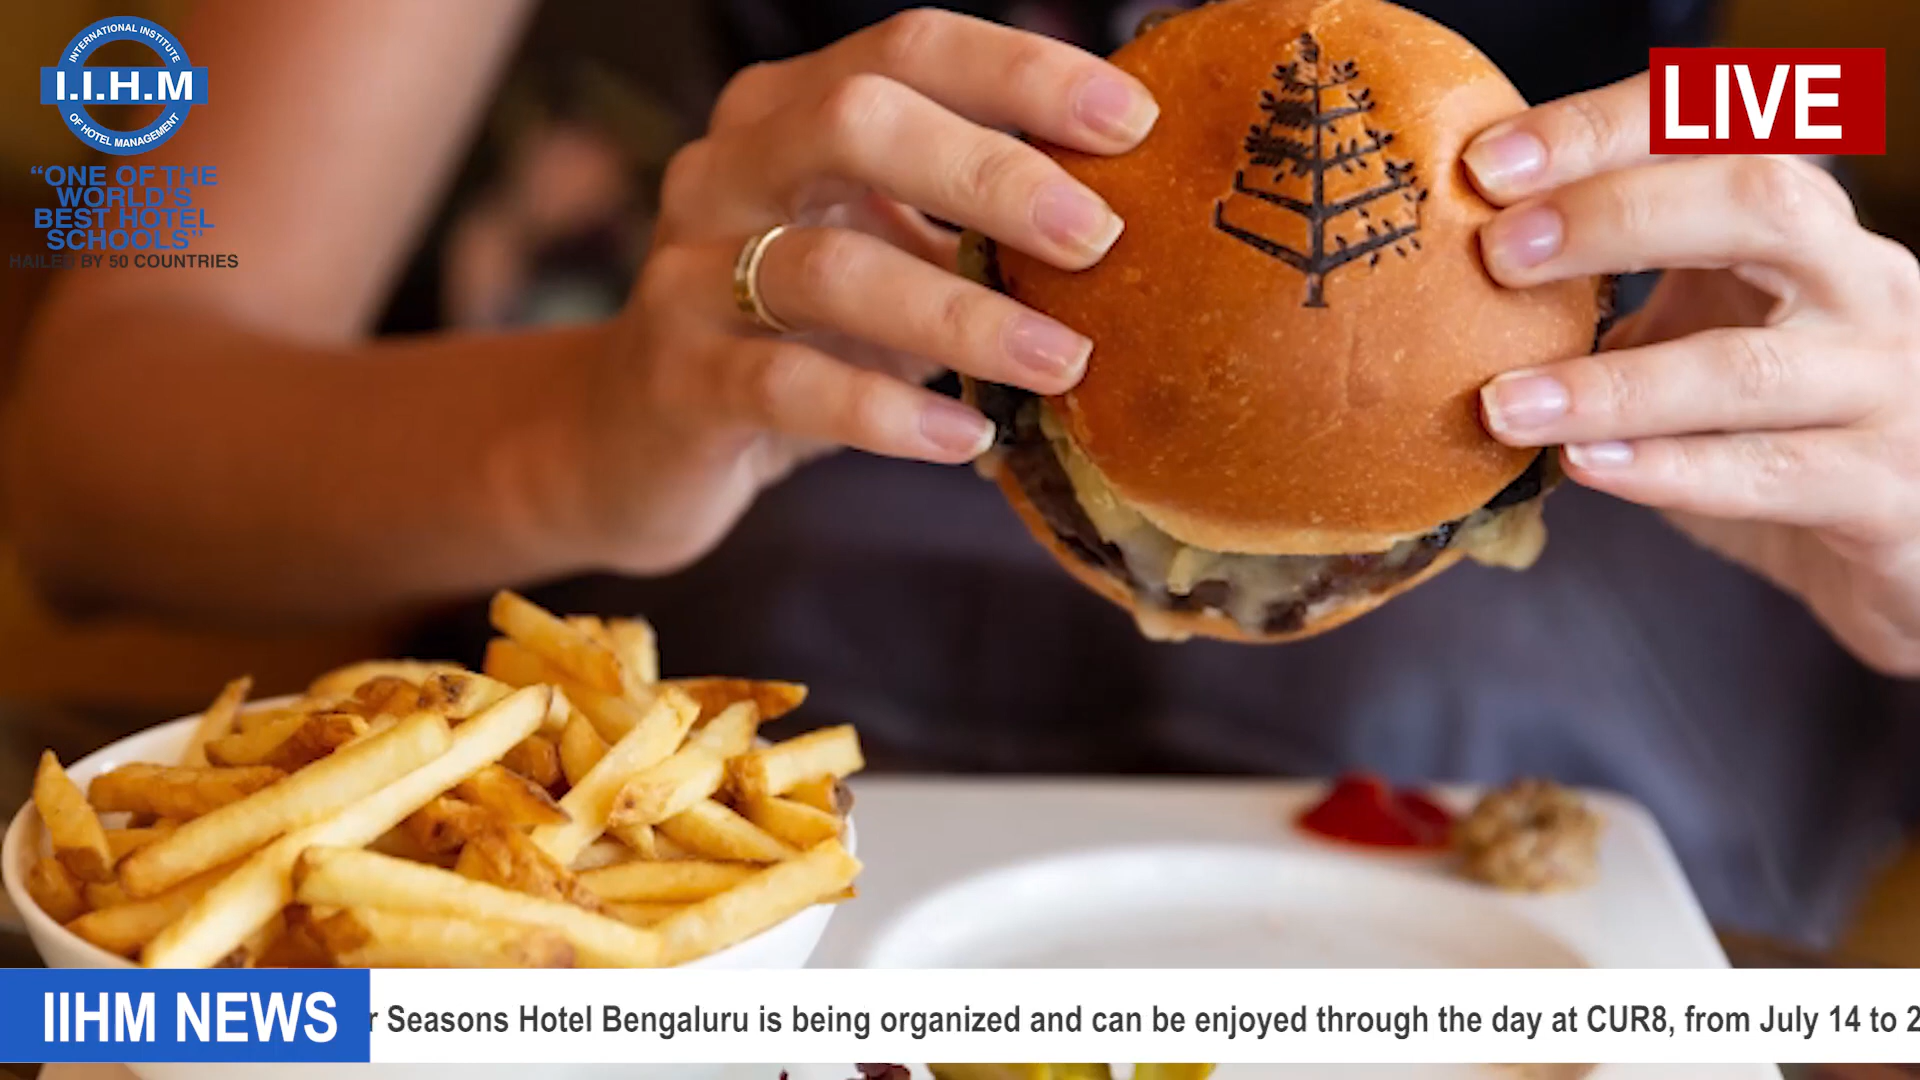 INTERNATIONAL INSTITUTE
I.I.H.M
OF HOTEL MANAGEMENT
“ONE OF THE
WORLD'S
BEST HOTEL
SCHOOLS”
HAILED BY 50 COUNTRIES
LIVE
IIHM NEWS
r Seasons Hotel Bengaluru is being organized and can be enjoyed through the day at CUR8, from July 14 to 2